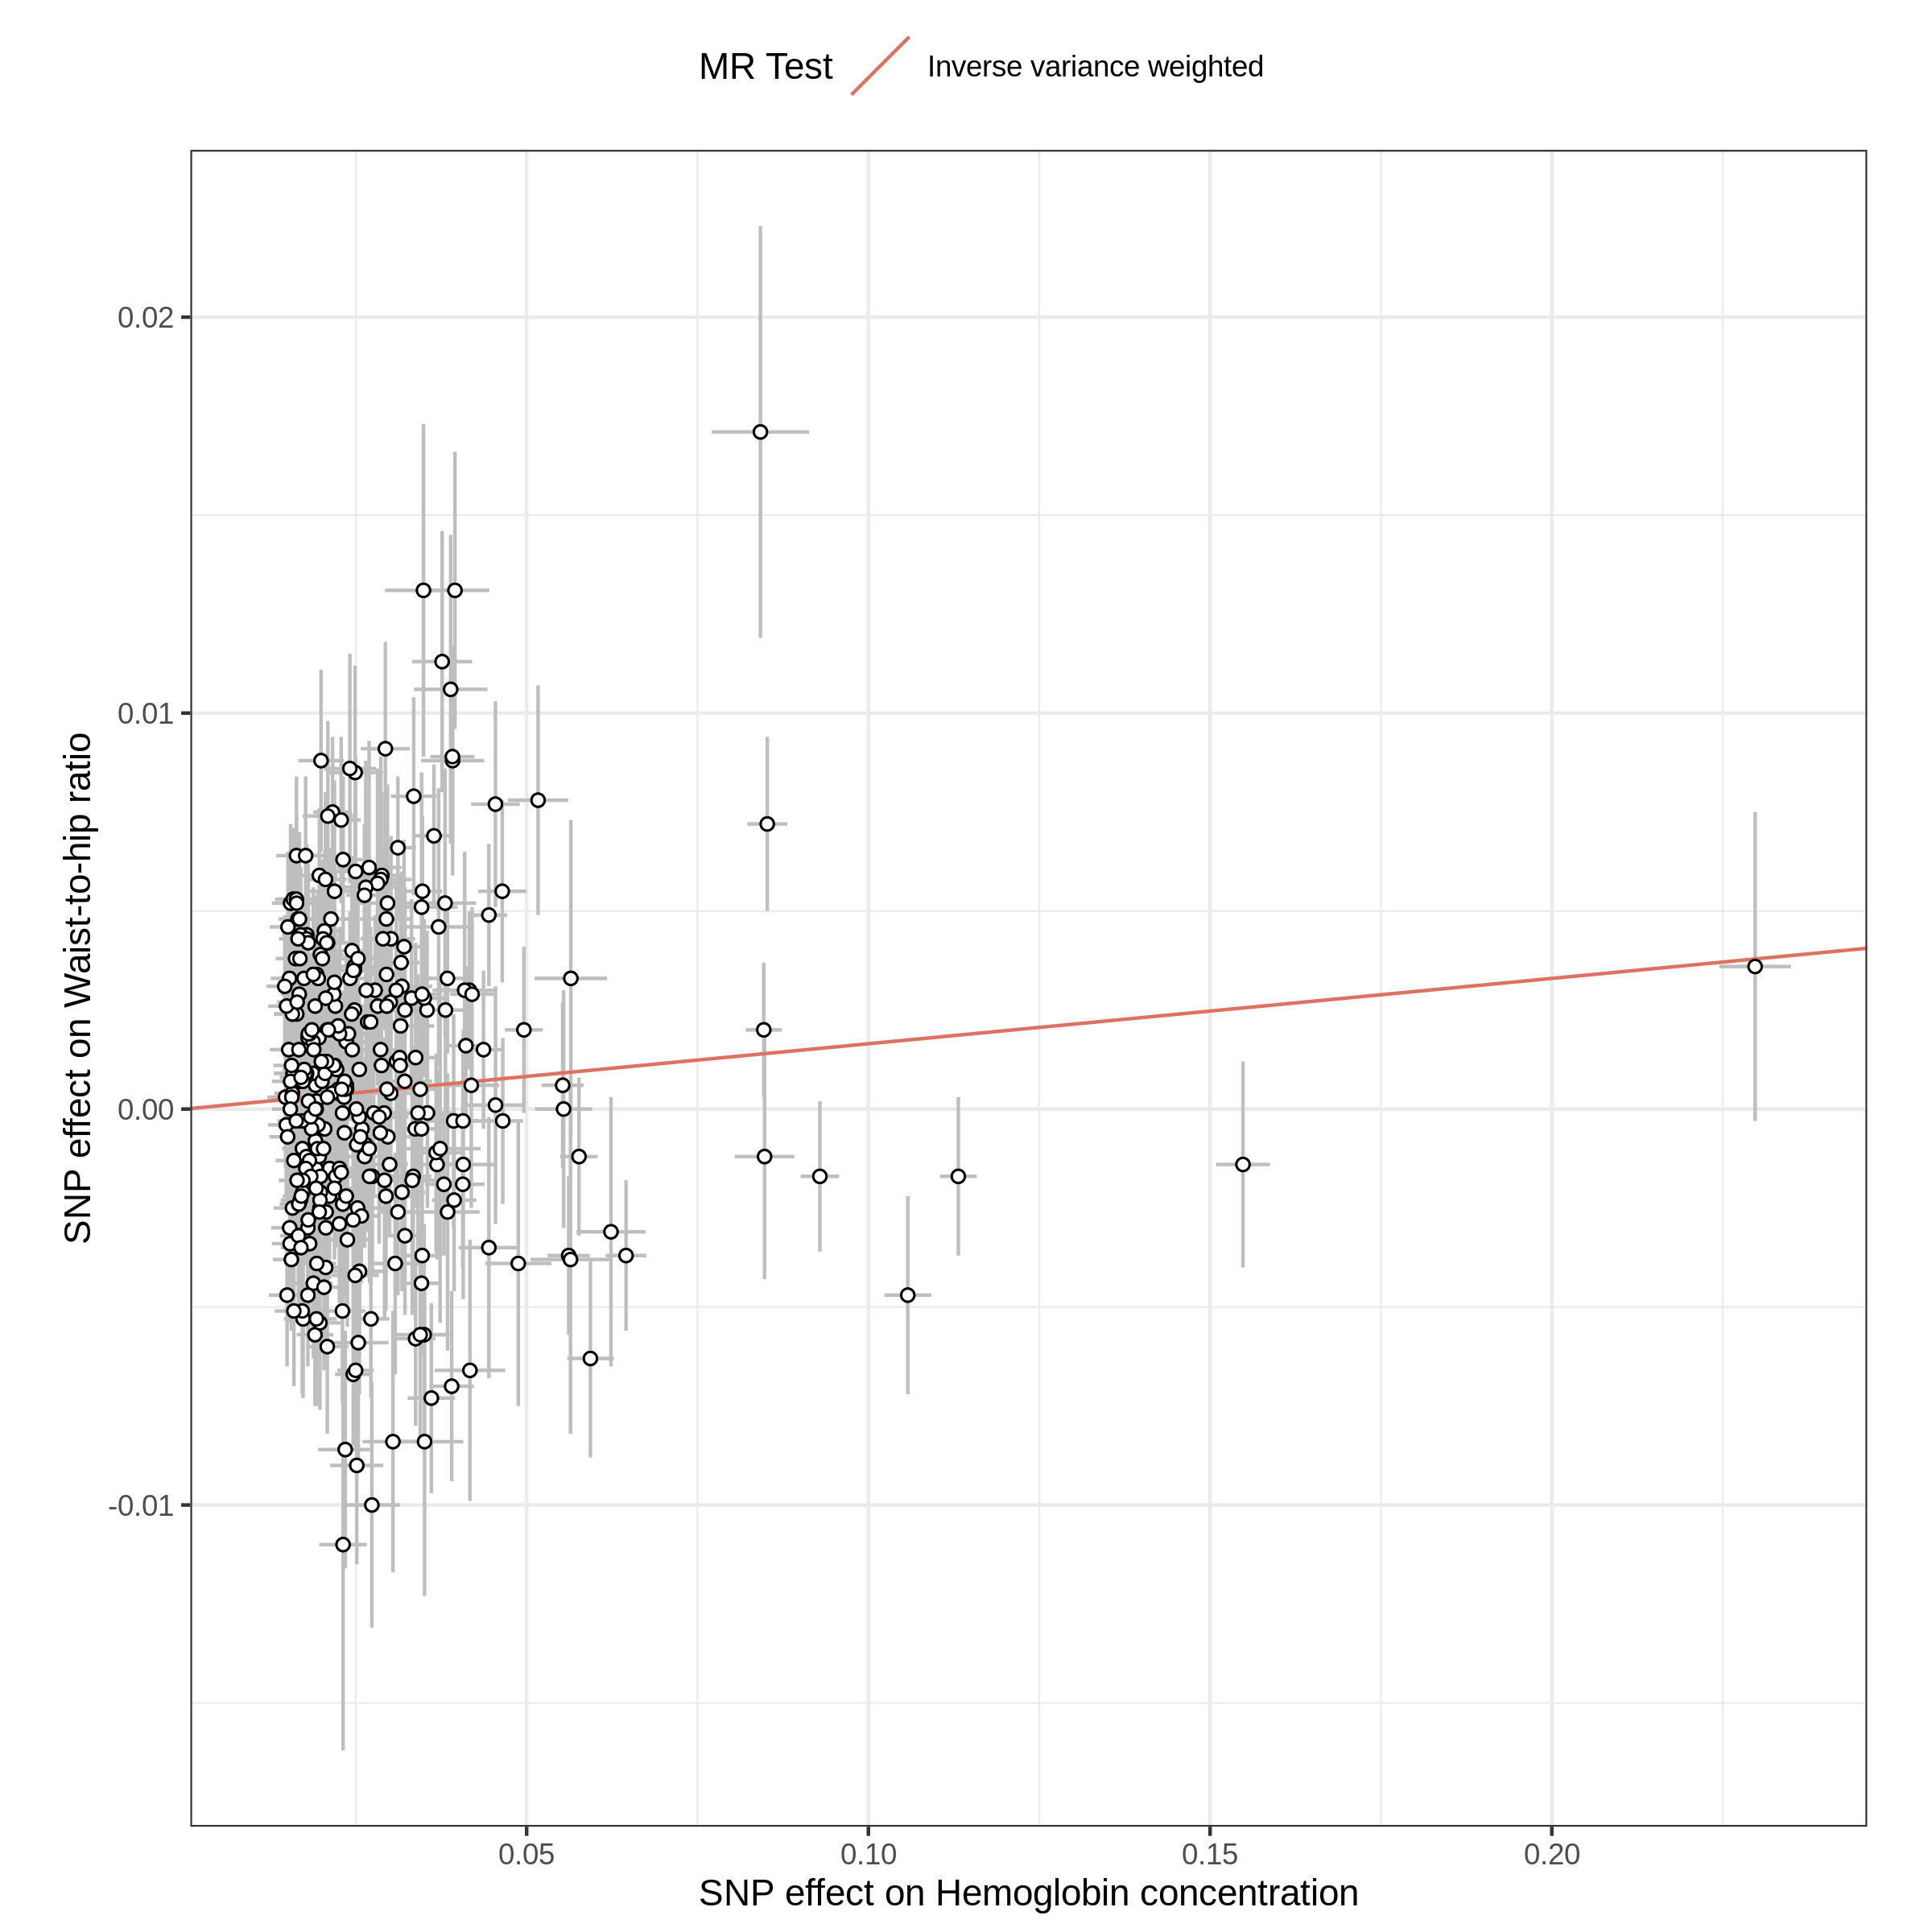 MR Test Inverse variance weighted
SNP effect on Waist-to-hip ratio
0.02
0.01
0.00
-0.01
0.05 0.10 0.15 0.20
SNP effect on Hemoglobin concentration